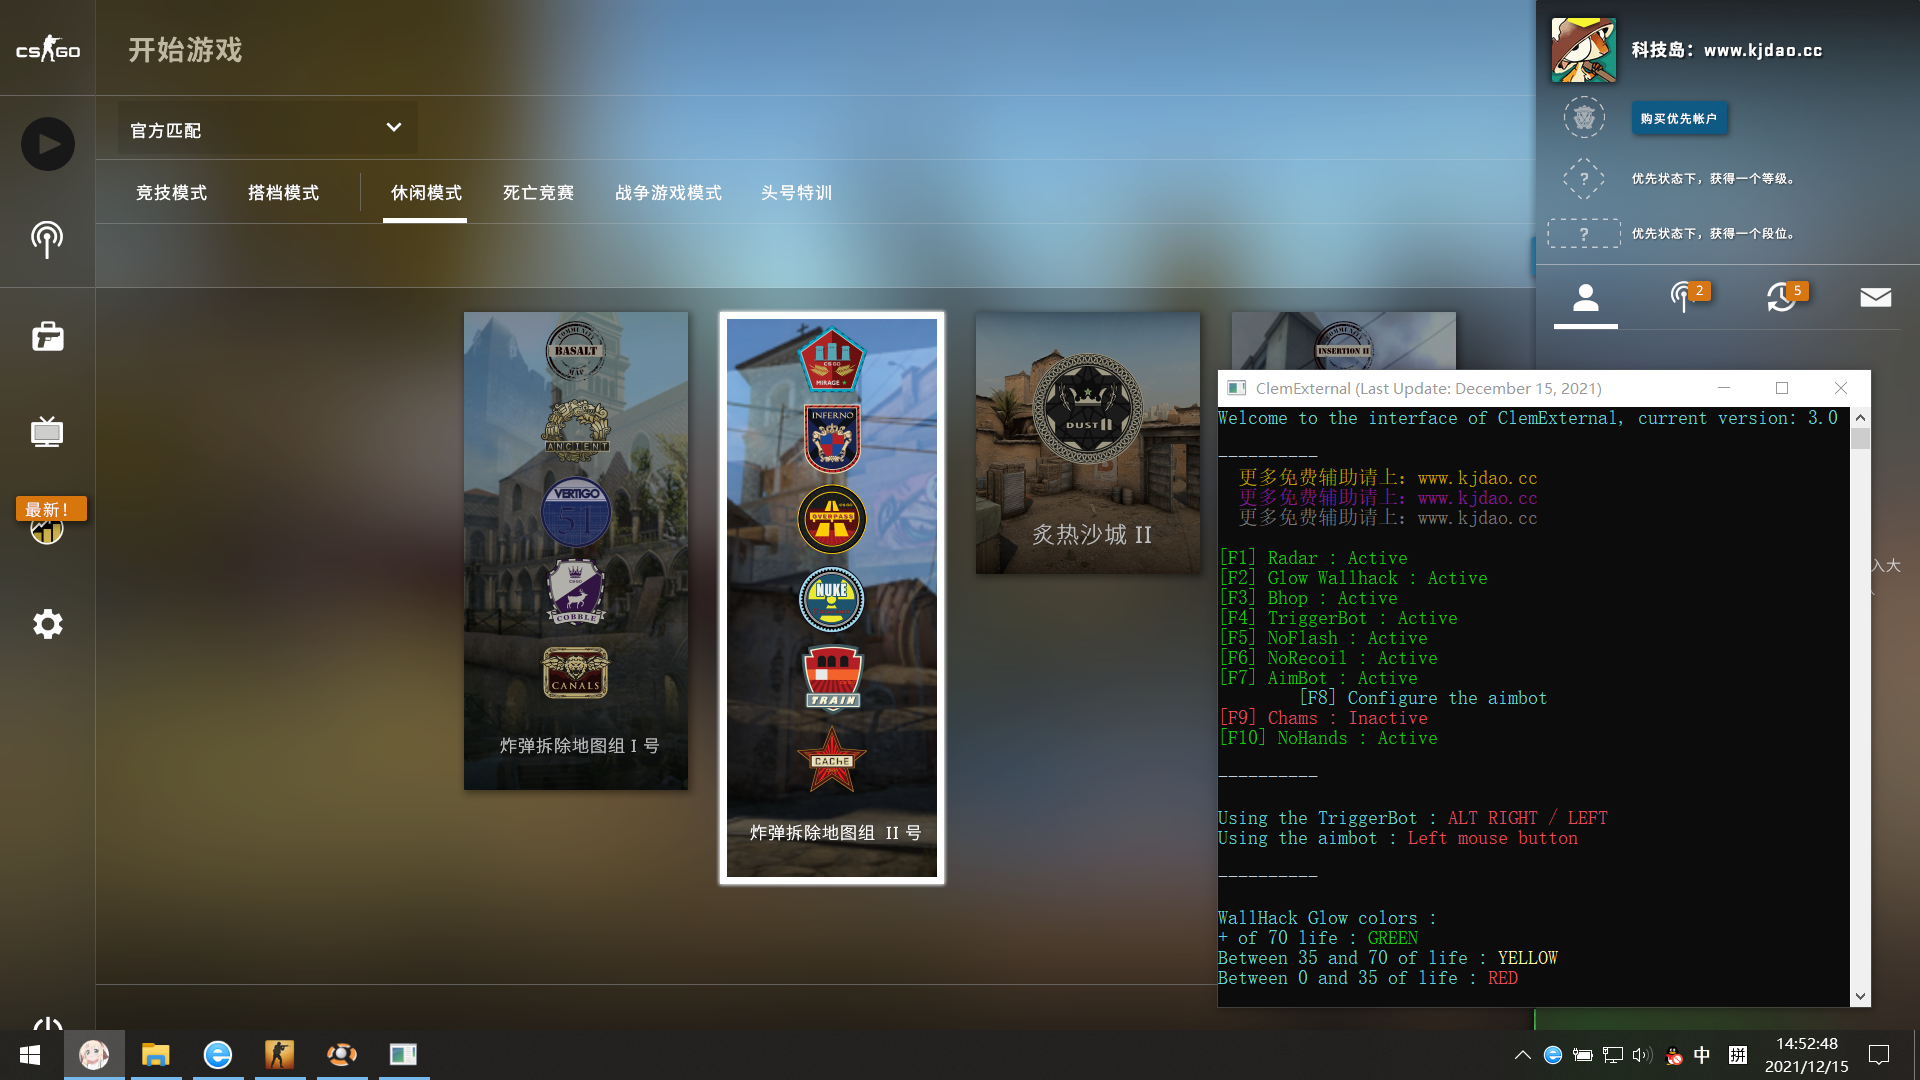 CS GO
开始游戏
官方匹配
竞技模式
搭档模式
休闲模式
死亡竞赛
战争游戏模式
头号特训
最新！
COMMUNITY
BASALT
MAP
ANCIENT
VERTIGO
51
CS:GO
COBBLE
CANALS
炸弹拆除地图组 I 号
CS GO
MIRAGE
INFERNO
OVERPASS
NUKE
TRAIN
CACHE
炸弹拆除地图组 II 号
DUST II
炙热沙城 II
COMMUNITY
INSERTION II
科技岛：www.kjdao.cc
购买优先帐户
?
优先状态下，获得一个等级。
?
优先状态下，获得一个段位。
2
5
入大
ClemExternal (Last Update: December 15, 2021)
Welcome to the interface of ClemExternal, current version: 3.0
----------
更多免费辅助请上：www.kjdao.cc
更多免费辅助请上：www.kjdao.cc
更多免费辅助请上：www.kjdao.cc
[F1] Radar : Active
[F2] Glow Wallhack : Active
[F3] Bhop : Active
[F4] TriggerBot : Active
[F5] NoFlash : Active
[F6] NoRecoil : Active
[F7] AimBot : Active
[F8] Configure the aimbot
[F9] Chams : Inactive
[F10] NoHands : Active
----------
Using the TriggerBot : ALT RIGHT / LEFT
Using the aimbot : Left mouse button
----------
WallHack Glow colors :
+ of 70 life : GREEN
Between 35 and 70 of life : YELLOW
Between 0 and 35 of life : RED
中
拼
14:52:48
2021/12/15